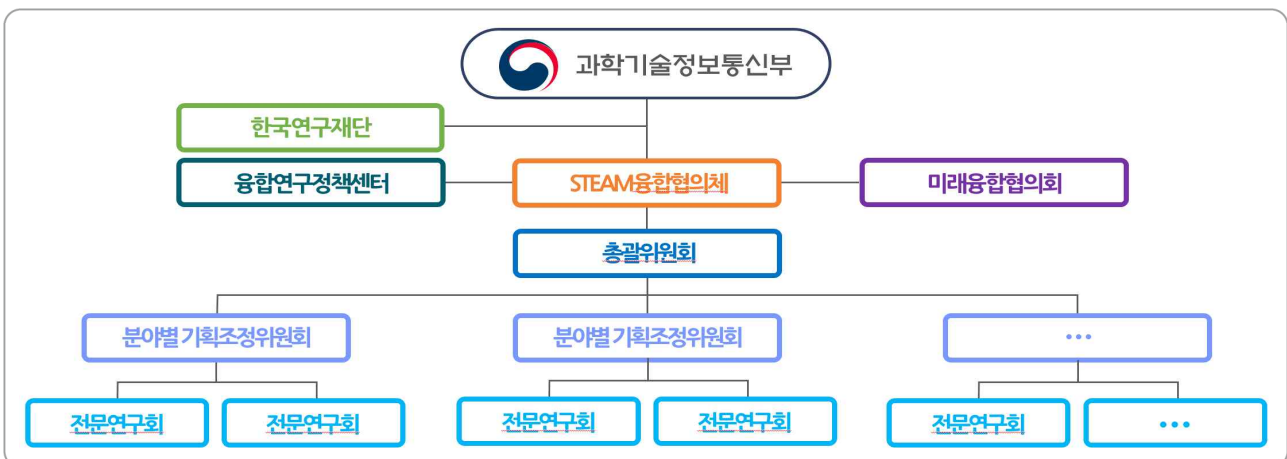 과학기술정보통신부
한국연구재단
융합연구정책센터
STEAM융합협의체
미래융합협의회
총괄위원회
분야별 기획조정위원회
분야별 기획조정위원회
•••
전문연구회
전문연구회
전문연구회
전문연구회
전문연구회
•••